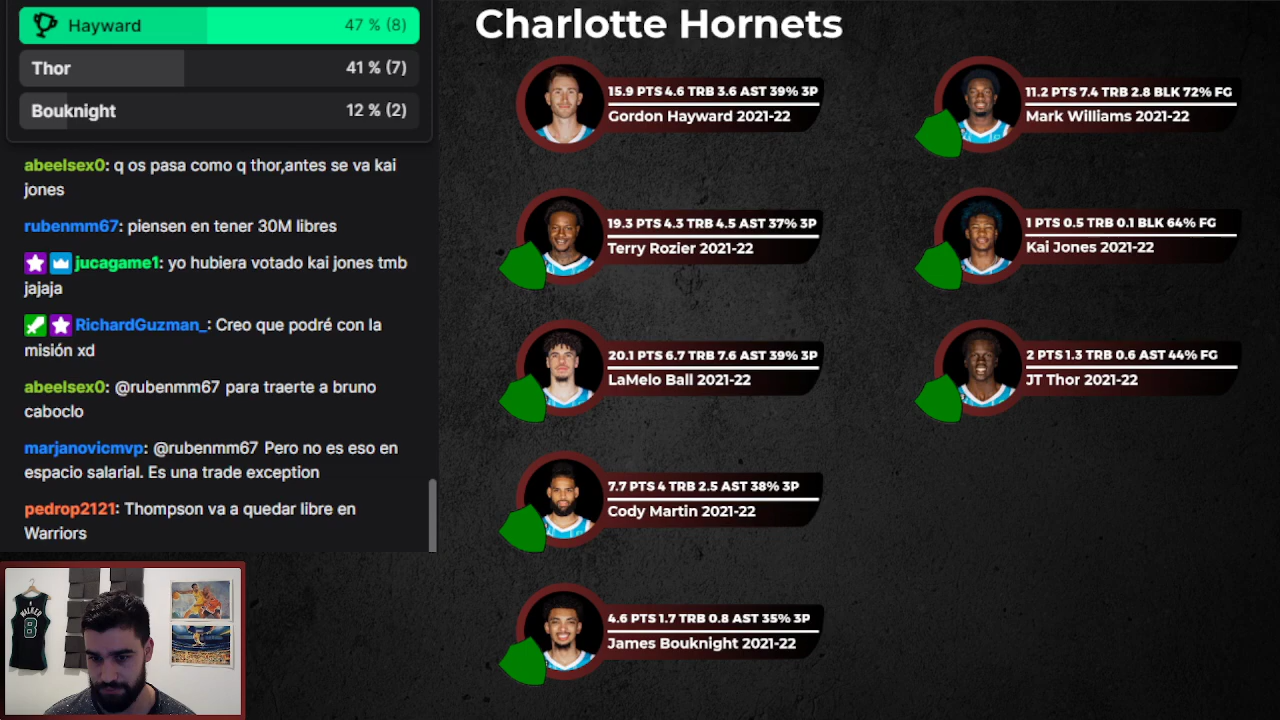 Hayward 47 % (8)
Thor 41 % (7)
Bouknight 12 % (2)
abeelsex0: q os pasa como q thor,antes se va kai
jones
rubenmm67: piensen en tener 30M libres
jucagame1: yo hubiera votado kai jones tmb
jajaja
RichardGuzman_: Creo que podré con la
misión xd
abeelsex0: @rubenmm67 para traerte a bruno
caboclo
marjanovicmvp: @rubenmm67 Pero no es eso en
espacio salarial. Es una trade exception
pedrop2121: Thompson va a quedar libre en
Warriors
WALKER
8
Charlotte Hornets
15.9 PTS 4.6 TRB 3.6 AST 39% 3P
Gordon Hayward 2021-22
19.3 PTS 4.3 TRB 4.5 AST 37% 3P
Terry Rozier 2021-22
20.1 PTS 6.7 TRB 7.6 AST 39% 3P
LaMelo Ball 2021-22
7.7 PTS 4 TRB 2.5 AST 38% 3P
Cody Martin 2021-22
4.6 PTS 1.7 TRB 0.8 AST 35% 3P
James Bouknight 2021-22
11.2 PTS 7.4 TRB 2.8 BLK 72% FG
Mark Williams 2021-22
1 PTS 0.5 TRB 0.1 BLK 64% FG
Kai Jones 2021-22
2 PTS 1.3 TRB 0.6 AST 44% FG
JT Thor 2021-22